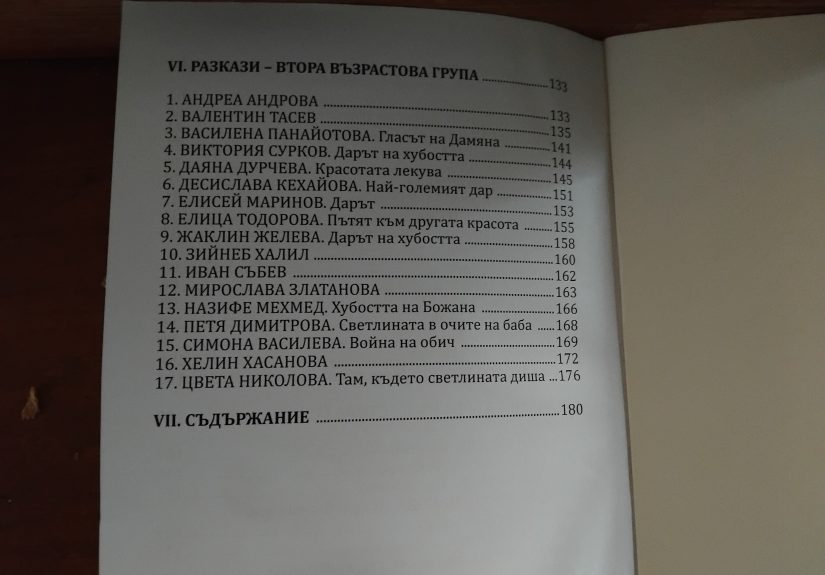 VI. РАЗКАЗИ – ВТОРА ВЪЗРАСТОВА ГРУПА ..... 133
1. АНДРЕА АНДРОВА ..... 133
2. ВАЛЕНТИН ТАСЕВ ..... 135
3. ВАСИЛЕНА ПАНАЙОТОВА. Гласът на Дамяна ..... 141
4. ВИКТОРИЯ СУРКОВ. Дарът на хубостта ..... 144
5. ДАЯНА ДУРЧЕВА. Красотата лекува ..... 145
6. ДЕСИСЛАВА КЕХАЙОВА. Най-големият дар ..... 151
7. ЕЛИСЕЙ МАРИНОВ. Дарът ..... 153
8. ЕЛИЦА ТОДОРОВА. Пътят към другата красота ..... 155
9. ЖАКЛИН ЖЕЛЕВА. Дарът на хубостта ..... 158
10. ЗИЙНЕБ ХАЛИЛ ..... 160
11. ИВАН СЪБЕВ ..... 162
12. МИРОСЛАВА ЗЛАТАНОВА ..... 163
13. НАЗИФЕ МЕХМЕД. Хубостта на Божана ..... 166
14. ПЕТЯ ДИМИТРОВА. Светлината в очите на баба ..... 168
15. СИМОНА ВАСИЛЕВА. Война на обич ..... 169
16. ХЕЛИН ХАСАНОВА ..... 172
17. ЦВЕТА НИКОЛОВА. Там, където светлината диша ... 176
VII. СЪДЪРЖАНИЕ ..... 180